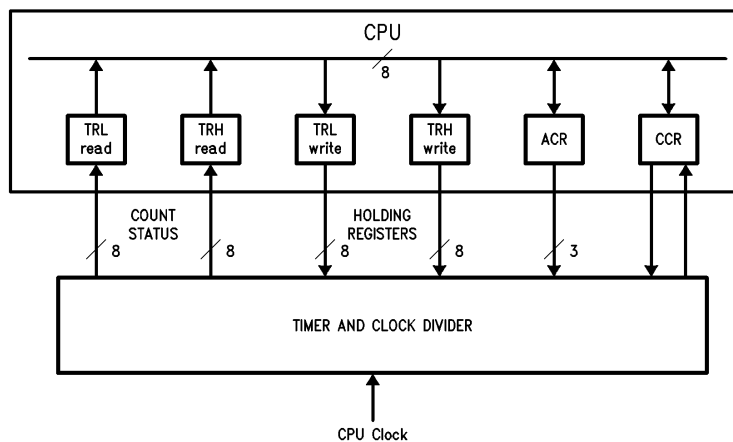 CPU
8
TRL
read
TRH
read
TRL
write
TRH
write
ACR
CCR
COUNT
STATUS
HOLDING
REGISTERS
8
8
8
8
3
TIMER AND CLOCK DIVIDER
CPU Clock